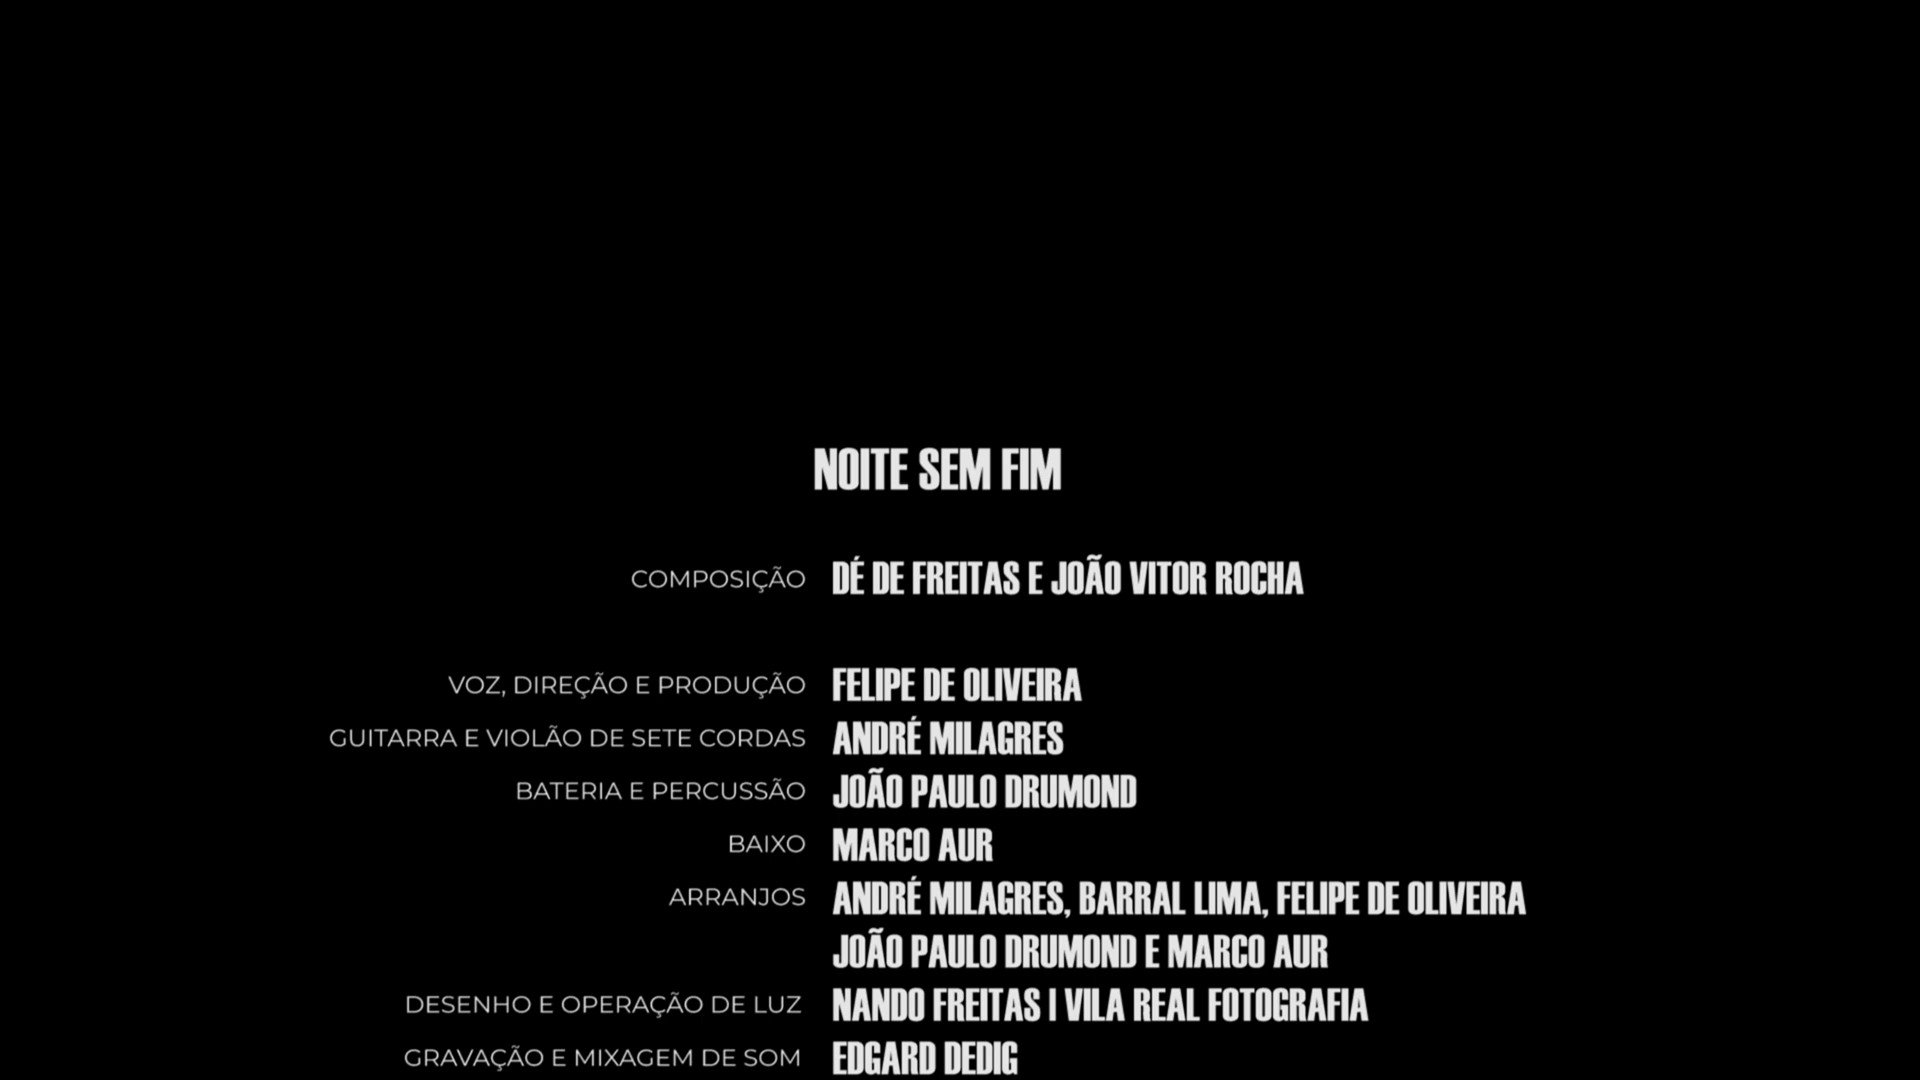 NOITE SEM FIM
COMPOSIÇÃO DÉ DE FREITAS E JOÃO VITOR ROCHA
VOZ, DIREÇÃO E PRODUÇÃO FELIPE DE OLIVEIRA
GUITARRA E VIOLÃO DE SETE CORDAS ANDRÉ MILAGRES
BATERIA E PERCUSSÃO JOÃO PAULO DRUMOND
BAIXO MARCO AUR
ARRANJOS ANDRÉ MILAGRES, BARRAL LIMA, FELIPE DE OLIVEIRA
JOÃO PAULO DRUMOND E MARCO AUR
DESENHO E OPERAÇÃO DE LUZ NANDO FREITAS | VILA REAL FOTOGRAFIA
GRAVAÇÃO E MIXAGEM DE SOM EDGARD DEDIG